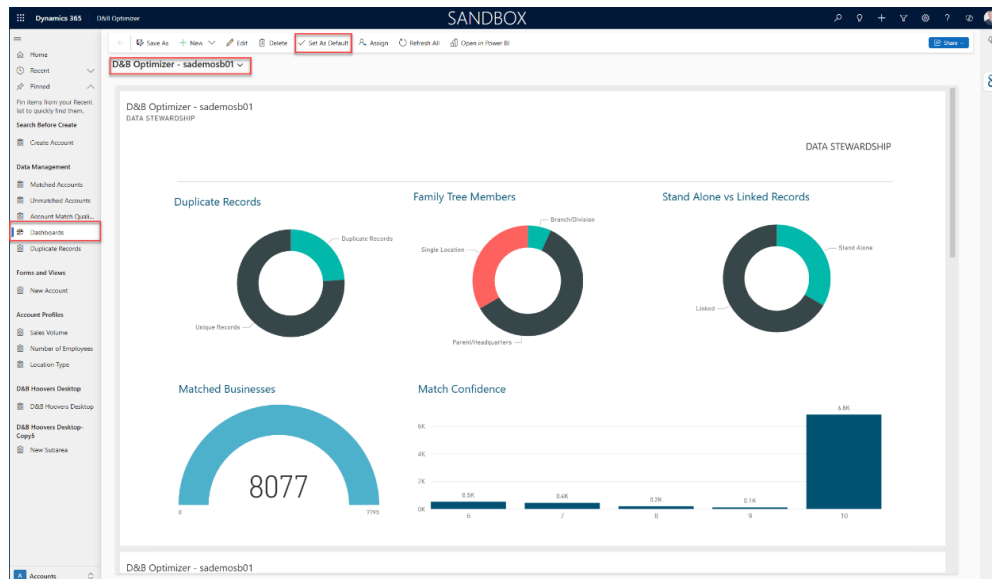 Dynamics 365 D&B Optimizer SANDBOX
Save As New Edit Delete Set As Default Assign Refresh All Open in Power BI Share
D&B Optimizer - sademosb01
Home
Recent
Pinned
Pin items from your Recent
list to quickly find them.
Search Before Create
Create Account
Data Management
Matched Accounts
Unmatched Accounts
Account Match Quali...
Dashboards
Duplicate Records
Forms and Views
New Account
Account Profiles
Sales Volume
Number of Employees
Location Type
D&B Hoovers Desktop
D&B Hoovers Desktop
D&B Hoovers Desktop-
Copy5
New Subarea
A Accounts
D&B Optimizer - sademosb01
DATA STEWARDSHIP
DATA STEWARDSHIP
Duplicate Records
Duplicate Records
Unique Records
Family Tree Members
Branch/Division
Single Location
Parent/Headquarters
Stand Alone vs Linked Records
Stand Alone
Linked
Matched Businesses
8077
0 7795
Match Confidence
6.8K
6K
4K
2K
0.5K 0.4K 0.2K 0.1K
0K
6 7 8 9 10
D&B Optimizer - sademosb01